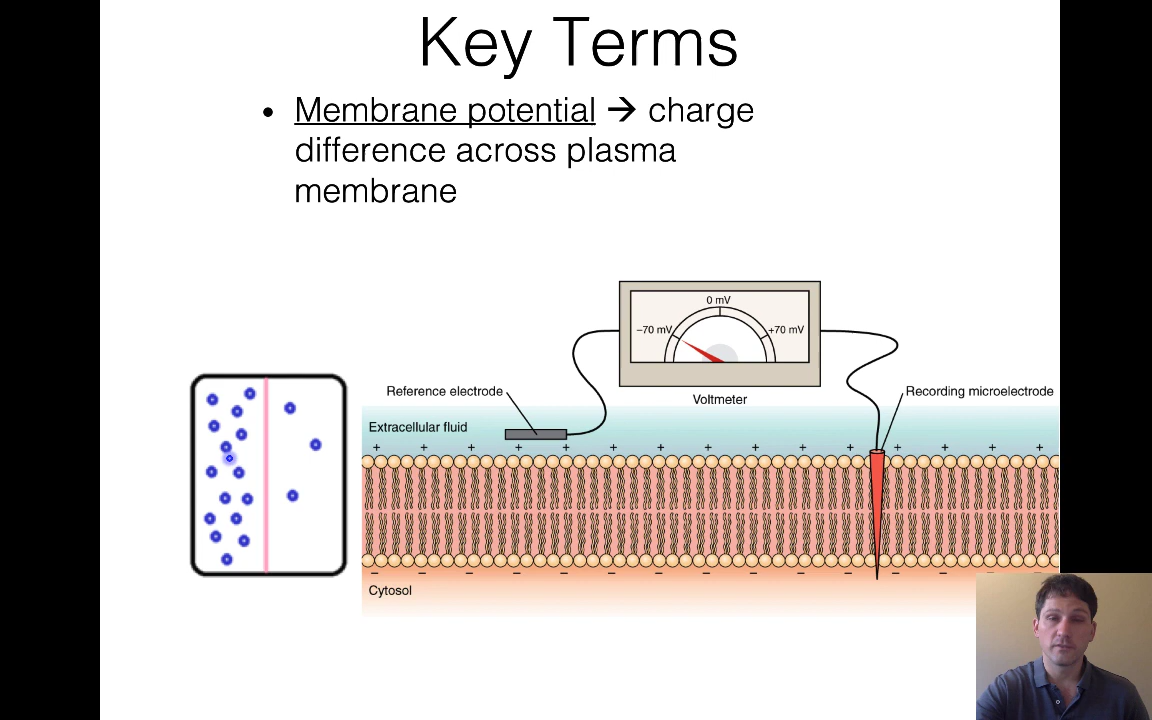 Key Terms
• Membrane potential → charge
difference across plasma
membrane
0 mV
−70 mV
+70 mV
Voltmeter
Reference electrode
Recording microelectrode
Extracellular fluid
+ + + + + + + + + + + + + + +
− − − − − − − − − − − − − −
Cytosol